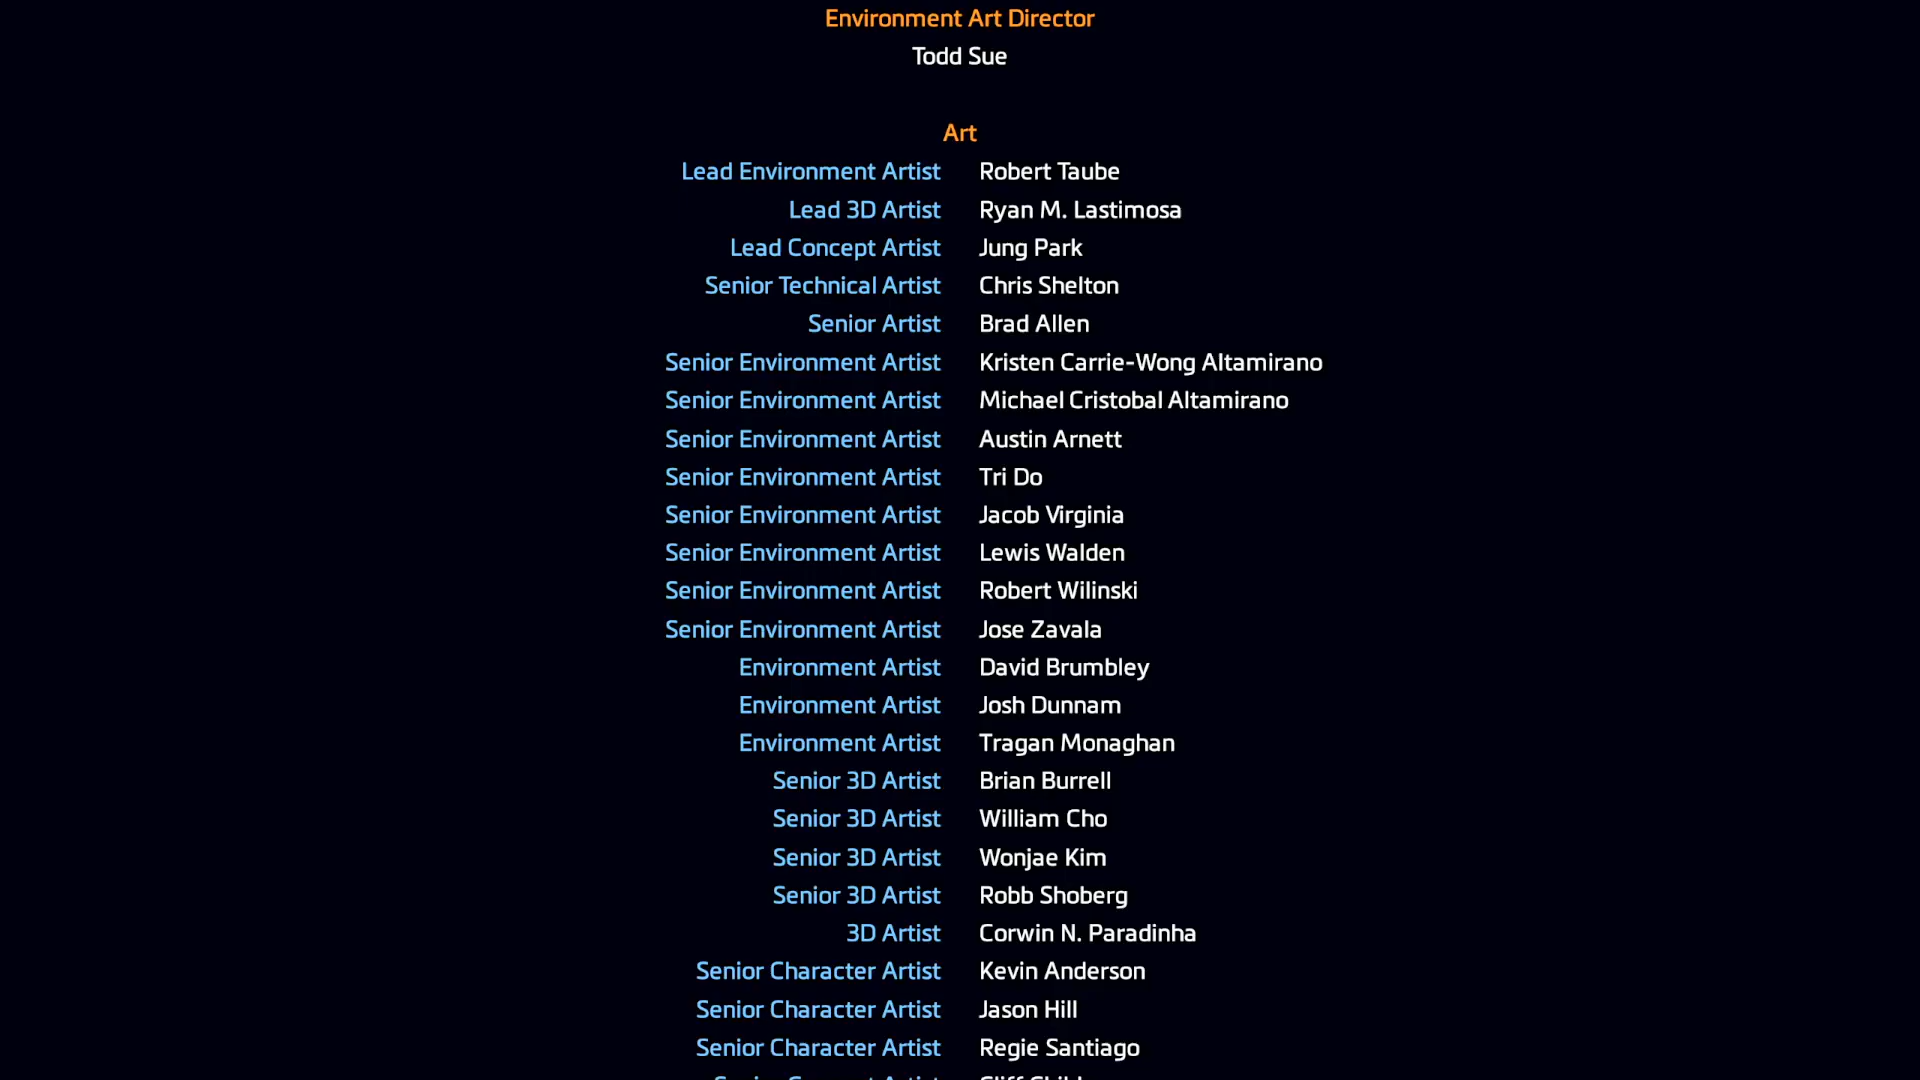 Environment Art Director
Todd Sue
Art
Lead Environment Artist Robert Taube
Lead 3D Artist Ryan M. Lastimosa
Lead Concept Artist Jung Park
Senior Technical Artist Chris Shelton
Senior Artist Brad Allen
Senior Environment Artist Kristen Carrie-Wong Altamirano
Senior Environment Artist Michael Cristobal Altamirano
Senior Environment Artist Austin Arnett
Senior Environment Artist Tri Do
Senior Environment Artist Jacob Virginia
Senior Environment Artist Lewis Walden
Senior Environment Artist Robert Wilinski
Senior Environment Artist Jose Zavala
Environment Artist David Brumbley
Environment Artist Josh Dunnam
Environment Artist Tragan Monaghan
Senior 3D Artist Brian Burrell
Senior 3D Artist William Cho
Senior 3D Artist Wonjae Kim
Senior 3D Artist Robb Shoberg
3D Artist Corwin N. Paradinha
Senior Character Artist Kevin Anderson
Senior Character Artist Jason Hill
Senior Character Artist Regie Santiago